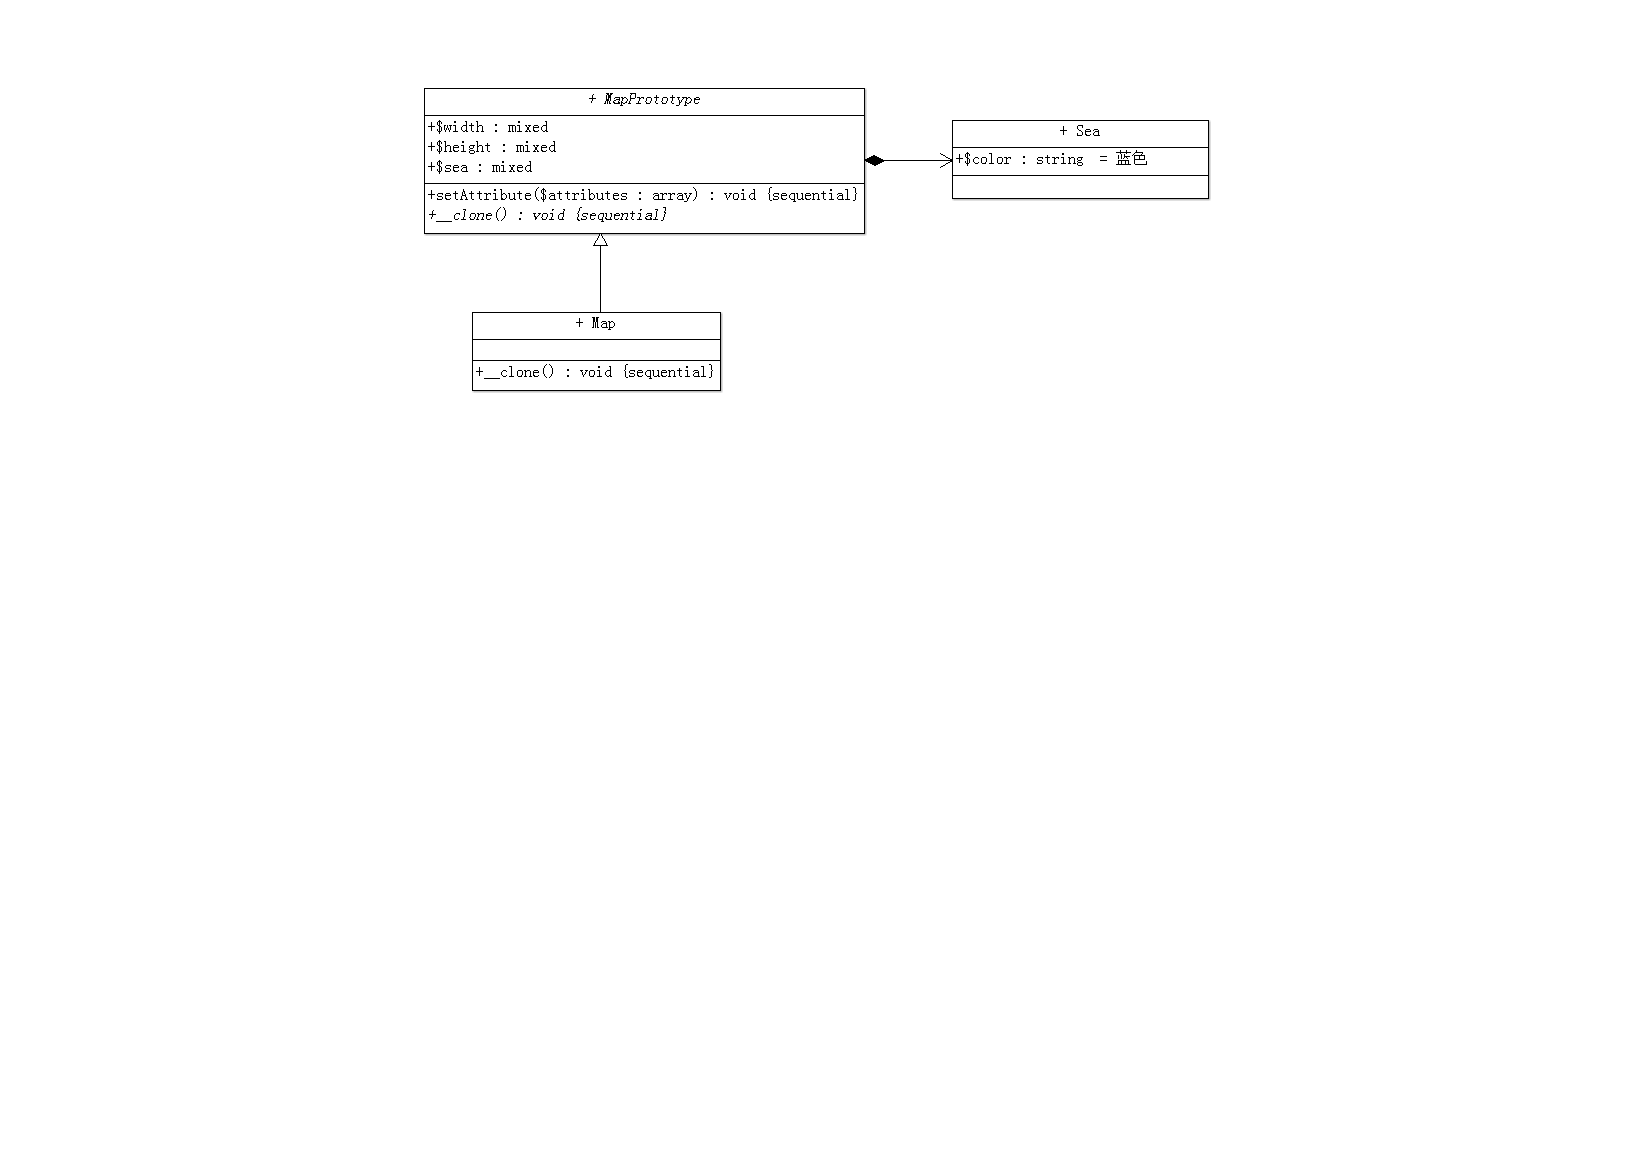 + MapPrototype
+$width : mixed
+$height : mixed
+$sea : mixed
+setAttribute($attributes : array) : void {sequential}
+__clone() : void {sequential}
+ Sea
+$color : string = 蓝色
+ Map
+__clone() : void {sequential}